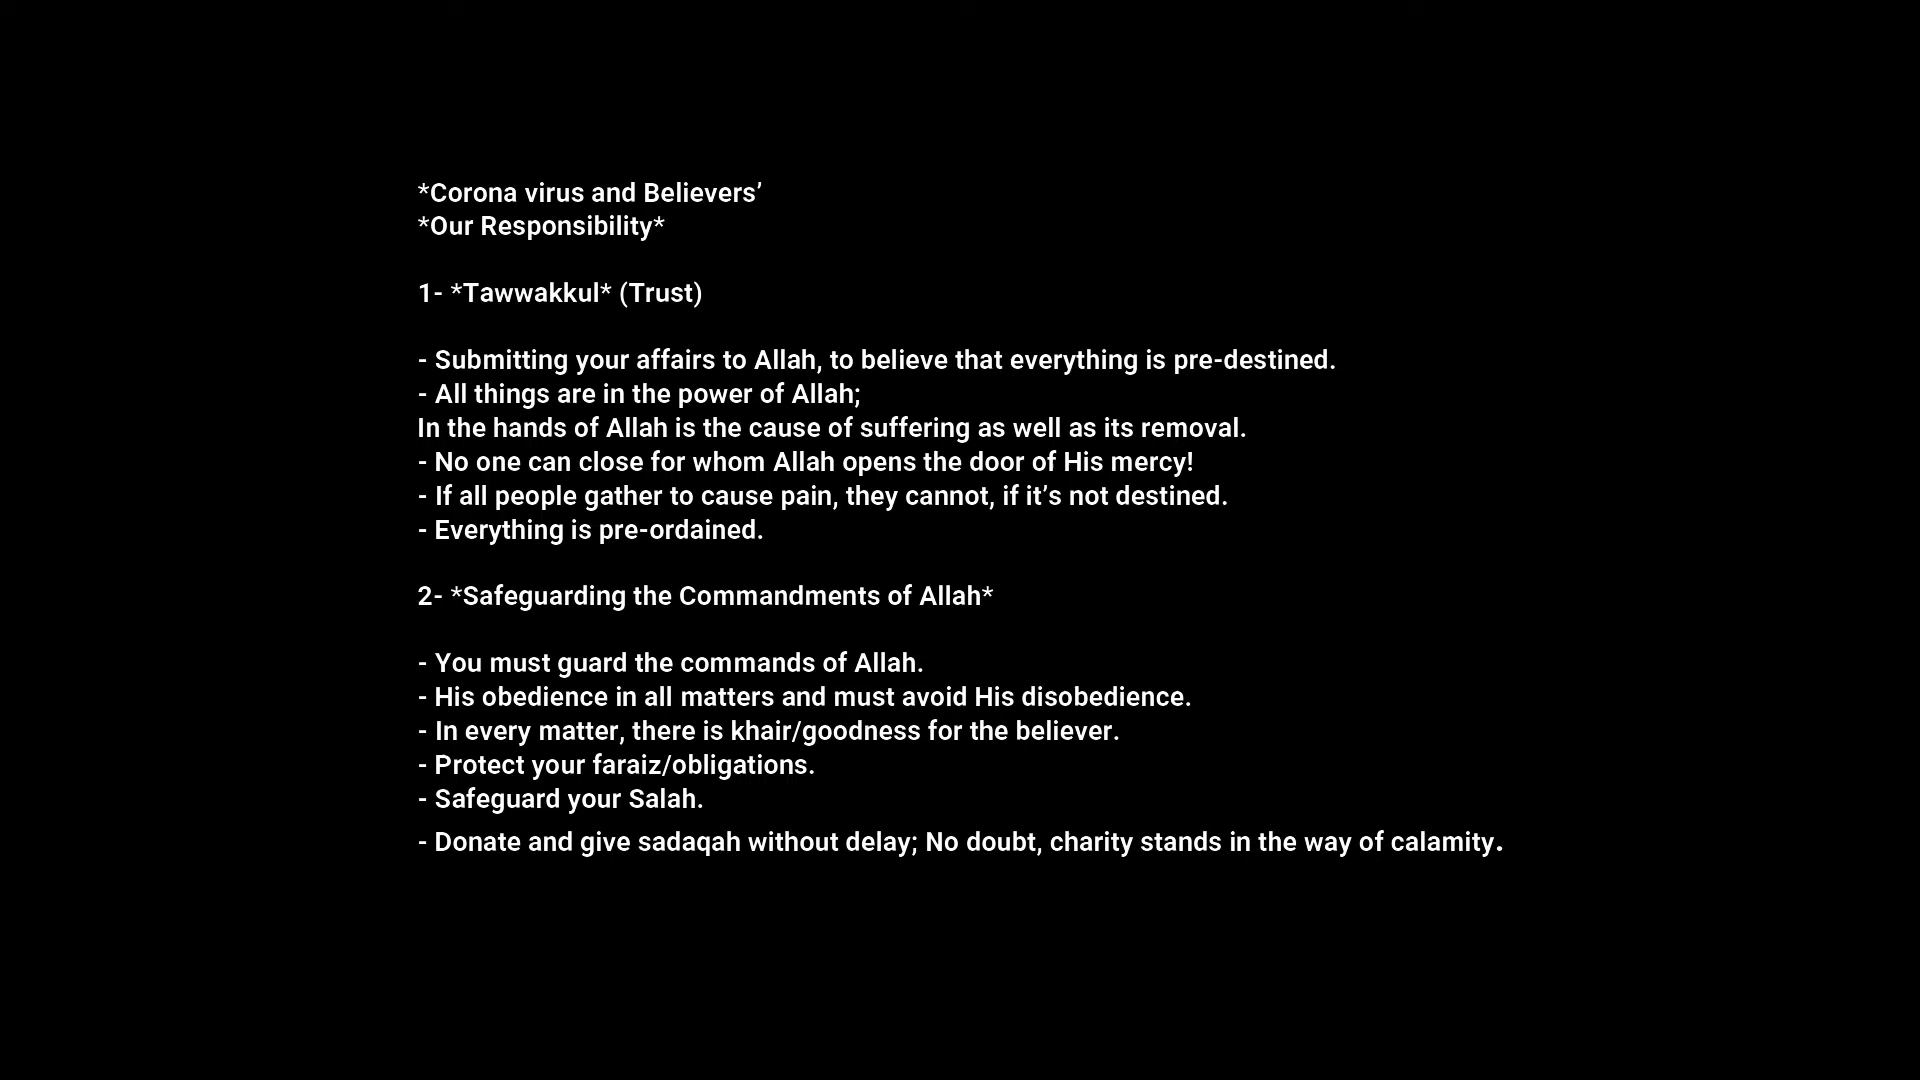 *Corona virus and Believers’
*Our Responsibility*
1- *Tawwakkul* (Trust)
- Submitting your affairs to Allah, to believe that everything is pre-destined.
- All things are in the power of Allah;
In the hands of Allah is the cause of suffering as well as its removal.
- No one can close for whom Allah opens the door of His mercy!
- If all people gather to cause pain, they cannot, if it’s not destined.
- Everything is pre-ordained.
2- *Safeguarding the Commandments of Allah*
- You must guard the commands of Allah.
- His obedience in all matters and must avoid His disobedience.
- In every matter, there is khair/goodness for the believer.
- Protect your faraiz/obligations.
- Safeguard your Salah.
- Donate and give sadaqah without delay; No doubt, charity stands in the way of calamity.